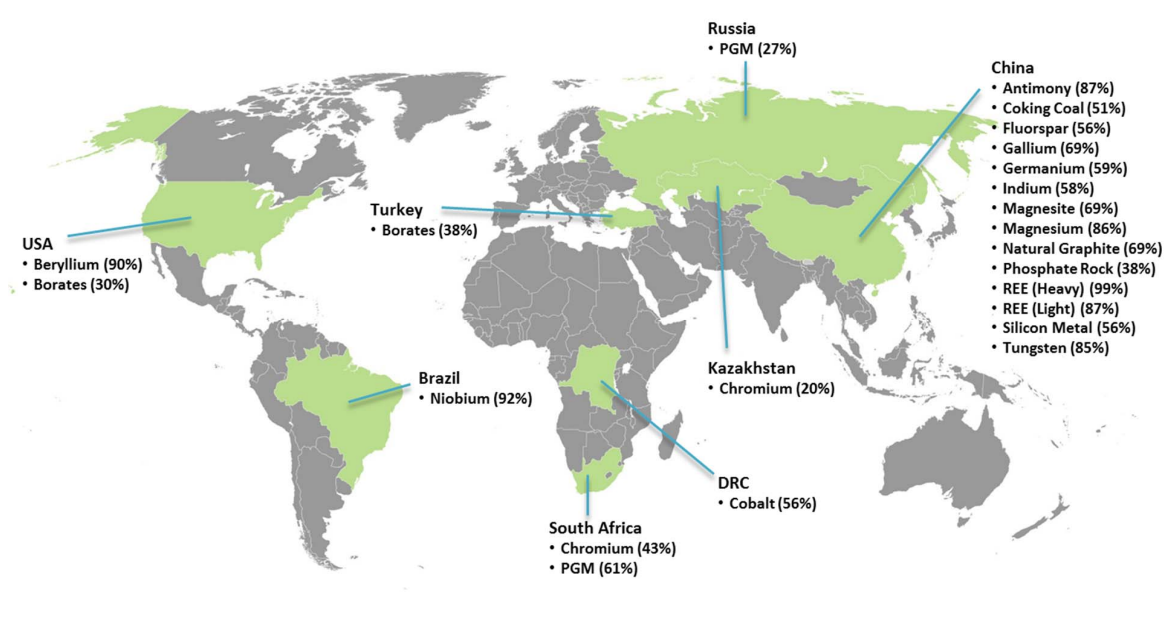 Russia
• PGM (27%)
China
• Antimony (87%)
• Coking Coal (51%)
• Fluorspar (56%)
• Gallium (69%)
• Germanium (59%)
• Indium (58%)
• Magnesite (69%)
• Magnesium (86%)
• Natural Graphite (69%)
• Phosphate Rock (38%)
• REE (Heavy) (99%)
• REE (Light) (87%)
• Silicon Metal (56%)
• Tungsten (85%)
Turkey
• Borates (38%)
USA
• Beryllium (90%)
• Borates (30%)
Kazakhstan
• Chromium (20%)
Brazil
• Niobium (92%)
DRC
• Cobalt (56%)
South Africa
• Chromium (43%)
• PGM (61%)